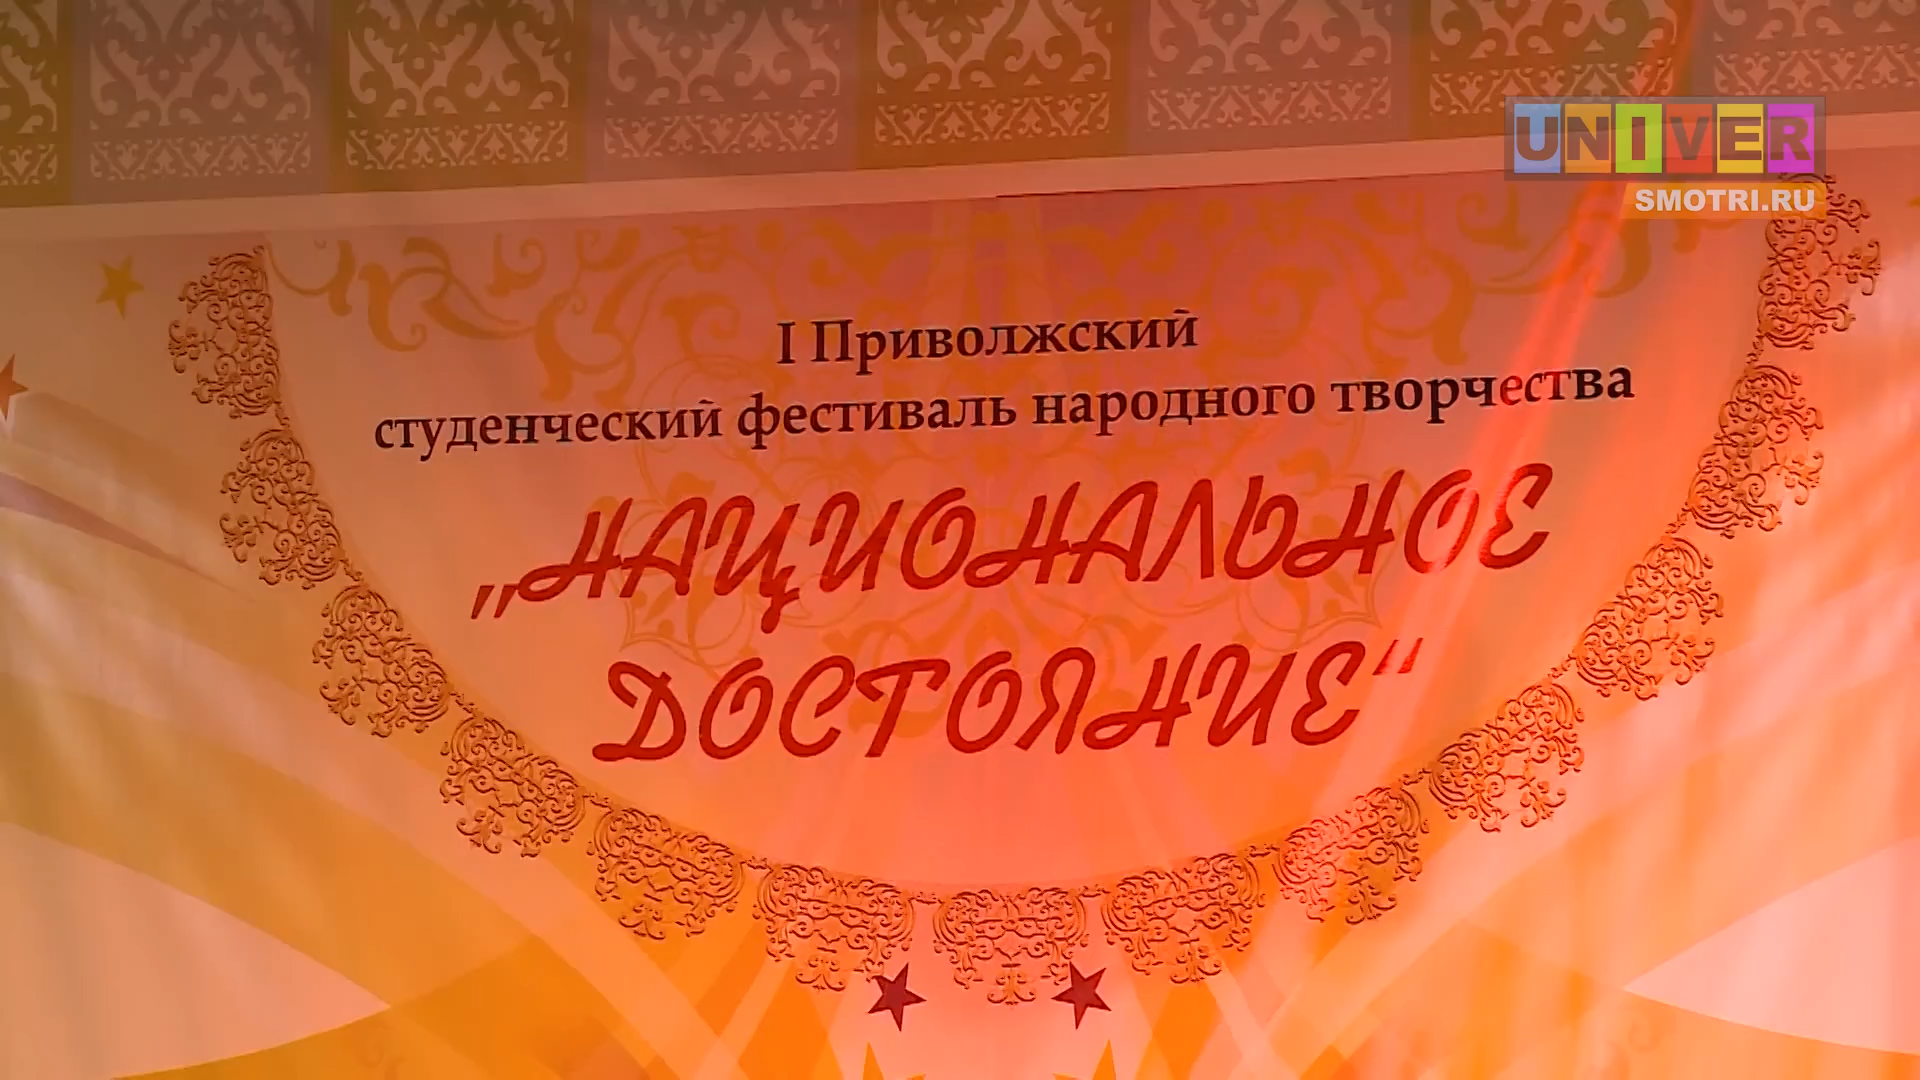 UNIVER
SMOTRI.RU
I Приволжский
студенческий фестиваль народного творчества
„НАЦИОНАЛЬНОЕ
ДОСТОЯНИЕ“